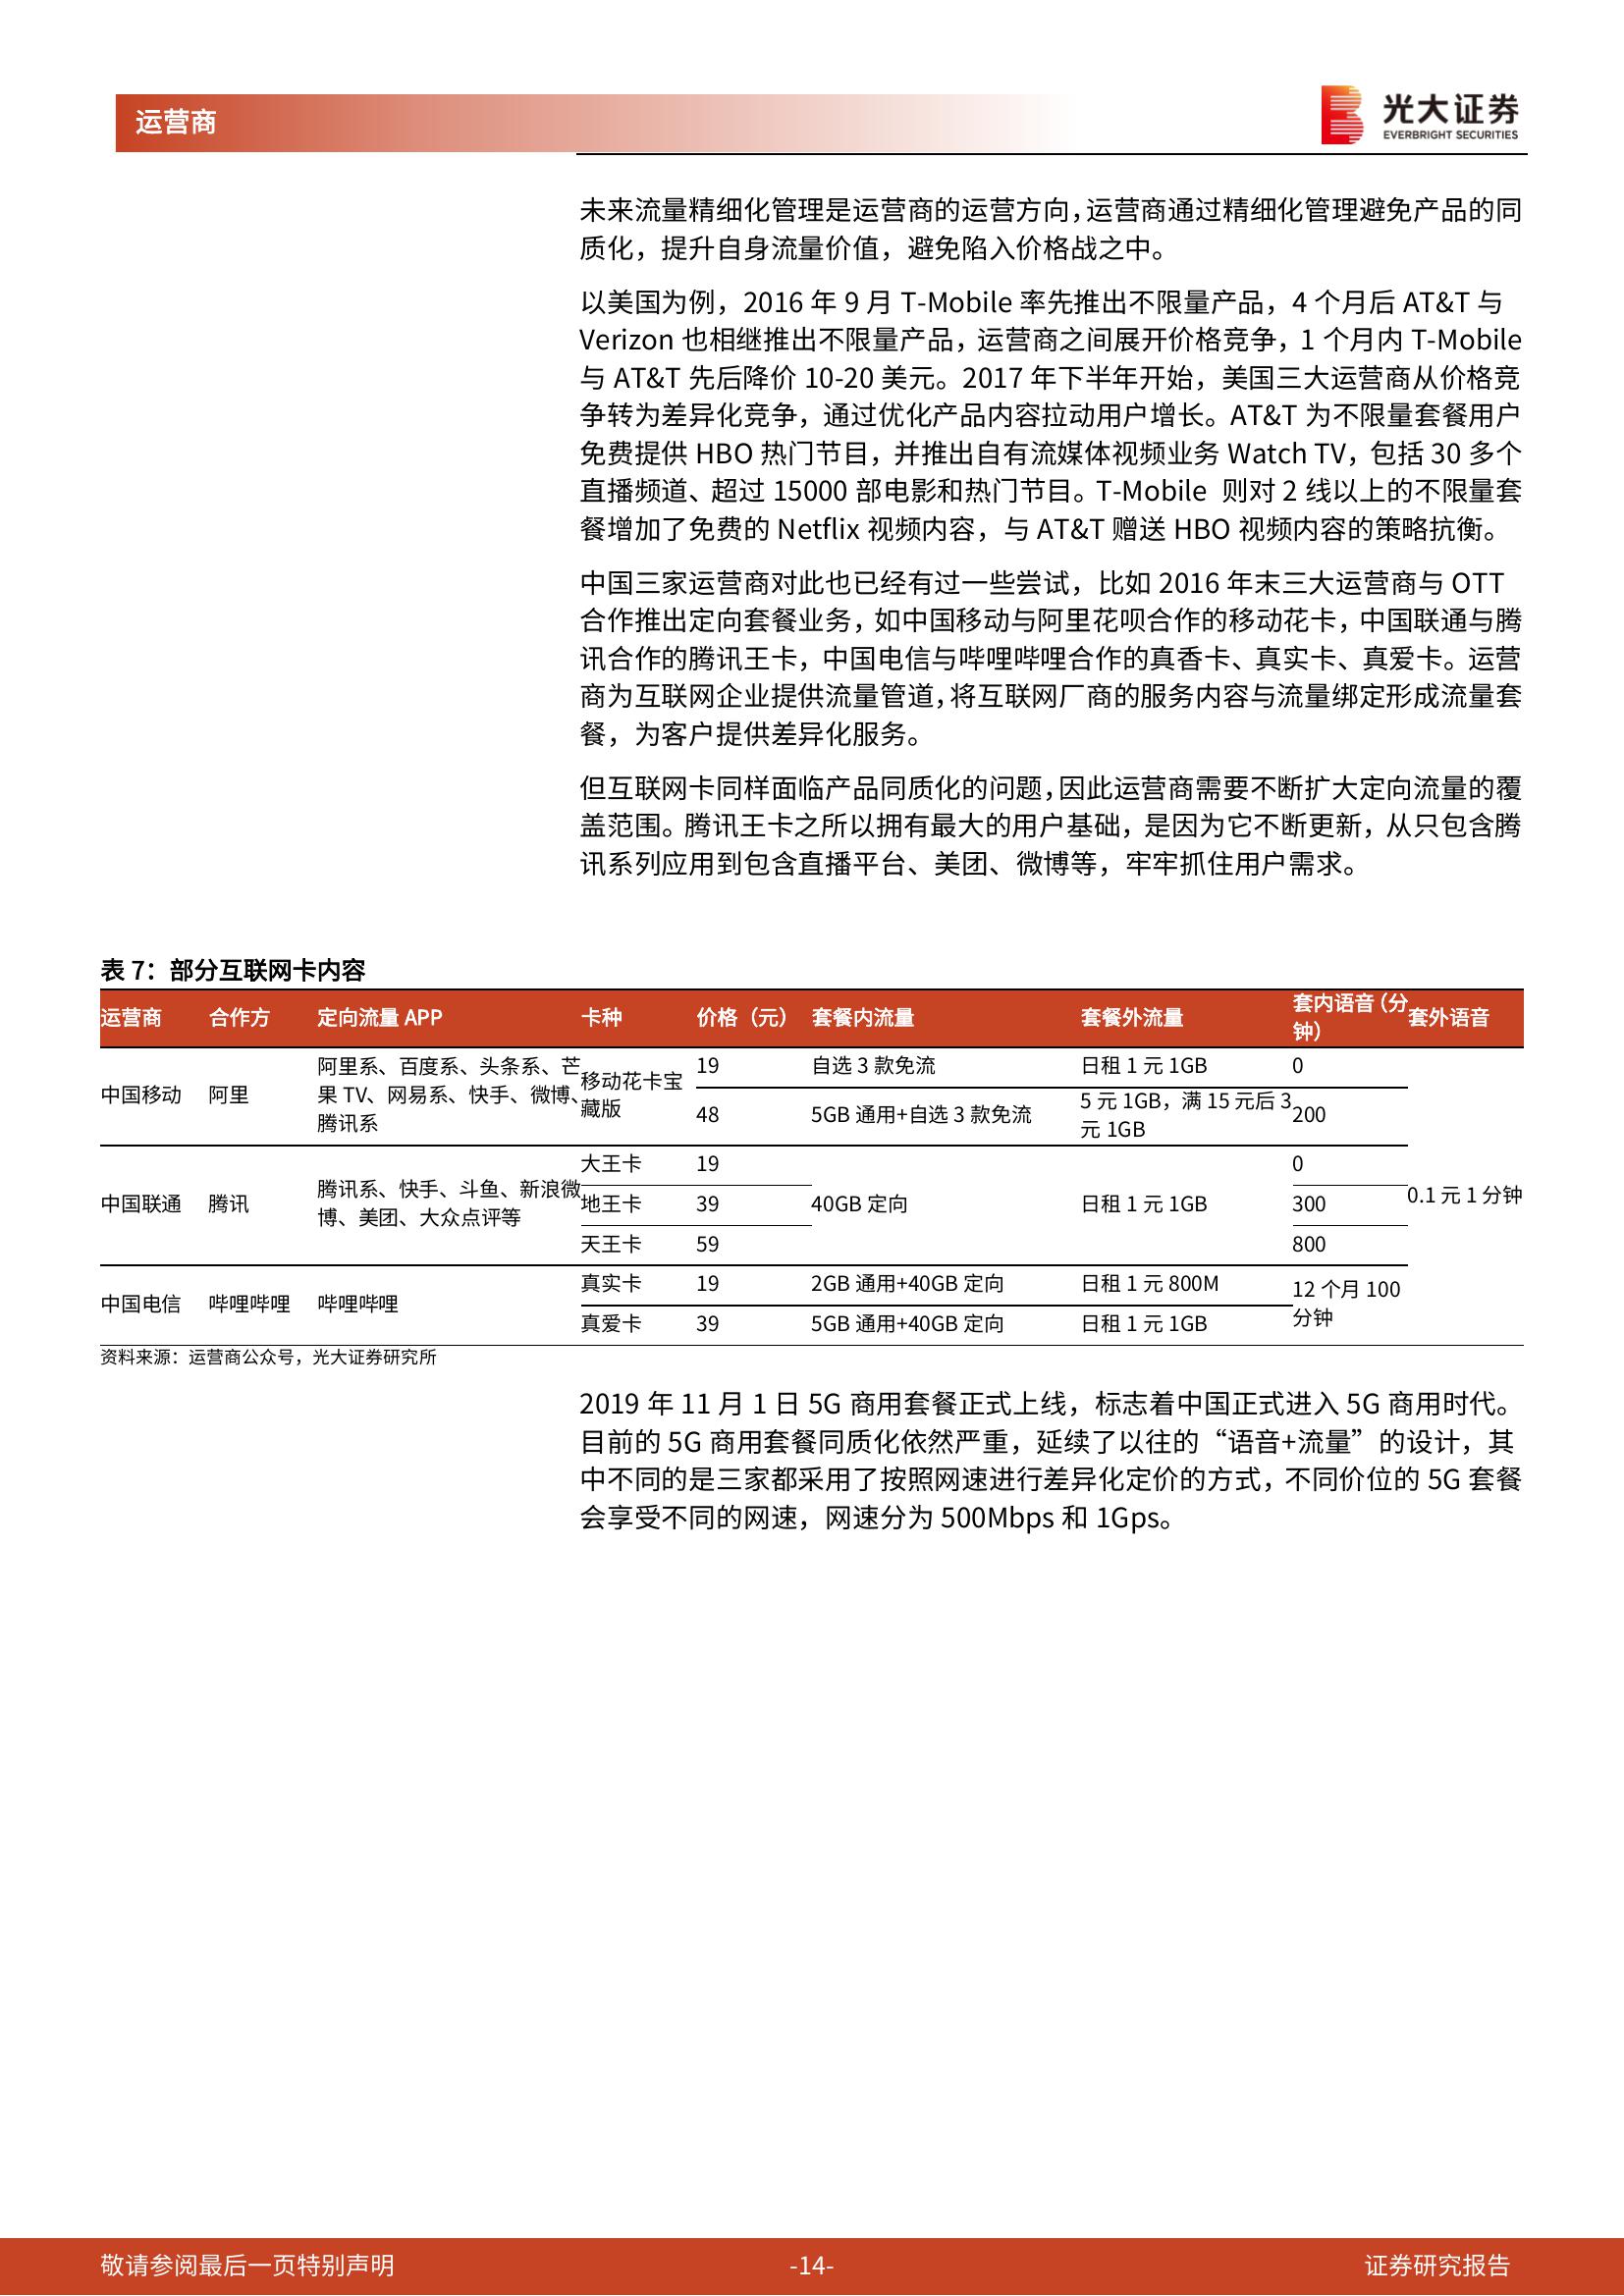 运营商
光大证券
EVERBRIGHT SECURITIES
未来流量精细化管理是运营商的运营方向，运营商通过精细化管理避免产品的同
质化，提升自身流量价值，避免陷入价格战之中。
以美国为例，2016 年 9 月 T-Mobile 率先推出不限量产品，4 个月后 AT&T 与
Verizon 也相继推出不限量产品，运营商之间展开价格竞争，1 个月内 T-Mobile
与 AT&T 先后降价 10-20 美元。2017 年下半年开始，美国三大运营商从价格竞
争转为差异化竞争，通过优化产品内容拉动用户增长。AT&T 为不限量套餐用户
免费提供 HBO 热门节目，并推出自有流媒体视频业务 Watch TV，包括 30 多个
直播频道、超过 15000 部电影和热门节目。T-Mobile 则对 2 线以上的不限量套
餐增加了免费的 Netflix 视频内容，与 AT&T 赠送 HBO 视频内容的策略抗衡。
中国三家运营商对此也已经有过一些尝试，比如 2016 年末三大运营商与 OTT
合作推出定向套餐业务，如中国移动与阿里花呗合作的移动花卡，中国联通与腾
讯合作的腾讯王卡，中国电信与哔哩哔哩合作的真香卡、真实卡、真爱卡。运营
商为互联网企业提供流量管道，将互联网厂商的服务内容与流量绑定形成流量套
餐，为客户提供差异化服务。
但互联网卡同样面临产品同质化的问题，因此运营商需要不断扩大定向流量的覆
盖范围。腾讯王卡之所以拥有最大的用户基础，是因为它不断更新，从只包含腾
讯系列应用到包含直播平台、美团、微博等，牢牢抓住用户需求。
表 7：部分互联网卡内容
运营商 合作方 定向流量 APP 卡种 价格（元） 套餐内流量 套餐外流量 套内语音（分钟） 套外语音
中国移动 阿里 阿里系、百度系、头条系、芒果 TV、网易系、快手、微博、腾讯系 移动花卡宝藏版 19 自选 3 款免流 日租 1 元 1GB 0
48 5GB 通用+自选 3 款免流 5 元 1GB，满 15 元后 3 元 1GB 200
中国联通 腾讯 腾讯系、快手、斗鱼、新浪微博、美团、大众点评等 大王卡 19 40GB 定向 日租 1 元 1GB 0 0.1 元 1 分钟
地王卡 39 300
天王卡 59 800
中国电信 哔哩哔哩 哔哩哔哩 真实卡 19 2GB 通用+40GB 定向 日租 1 元 800M 12 个月 100 分钟
真爱卡 39 5GB 通用+40GB 定向 日租 1 元 1GB
资料来源：运营商公众号，光大证券研究所
2019 年 11 月 1 日 5G 商用套餐正式上线，标志着中国正式进入 5G 商用时代。
目前的 5G 商用套餐同质化依然严重，延续了以往的“语音+流量”的设计，其
中不同的是三家都采用了按照网速进行差异化定价的方式，不同价位的 5G 套餐
会享受不同的网速，网速分为 500Mbps 和 1Gps。
敬请参阅最后一页特别声明 -14- 证券研究报告